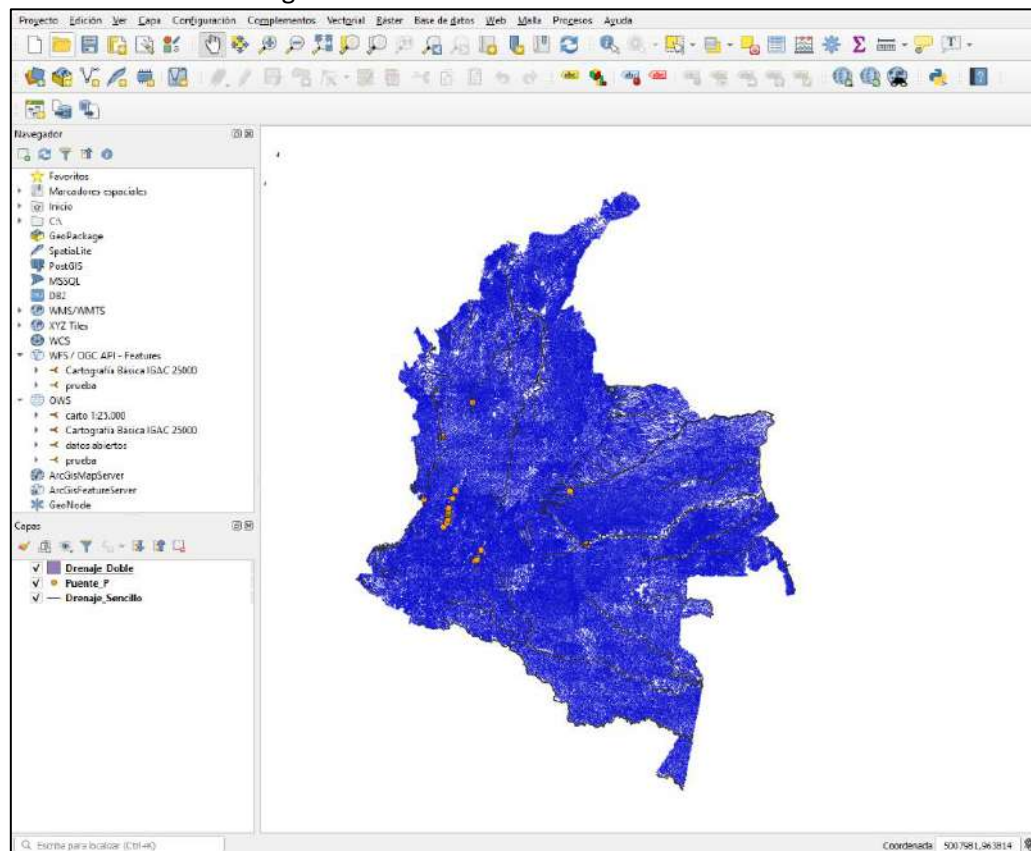 Proyecto Edición Ver Capa Configuración Complementos Vectorial Ráster Base de datos Web Malla Procesos Ayuda
Navegador
Favoritos
Marcadores espaciales
Inicio
C:\
GeoPackage
SpatiaLite
PostGIS
MSSQL
DB2
WMS/WMTS
XYZ Tiles
WCS
WFS / OGC API - Features
Cartografía Básica IGAC 25000
prueba
OWS
carto 1:25.000
Cartografía Básica IGAC 25000
datos abiertos
prueba
ArcGisMapServer
ArcGisFeatureServer
GeoNode
Capas
Drenaje_Doble
Puente_P
Drenaje_Sencillo
Escriba para localizar (Ctrl+K)
Coordenada 5007981,963814